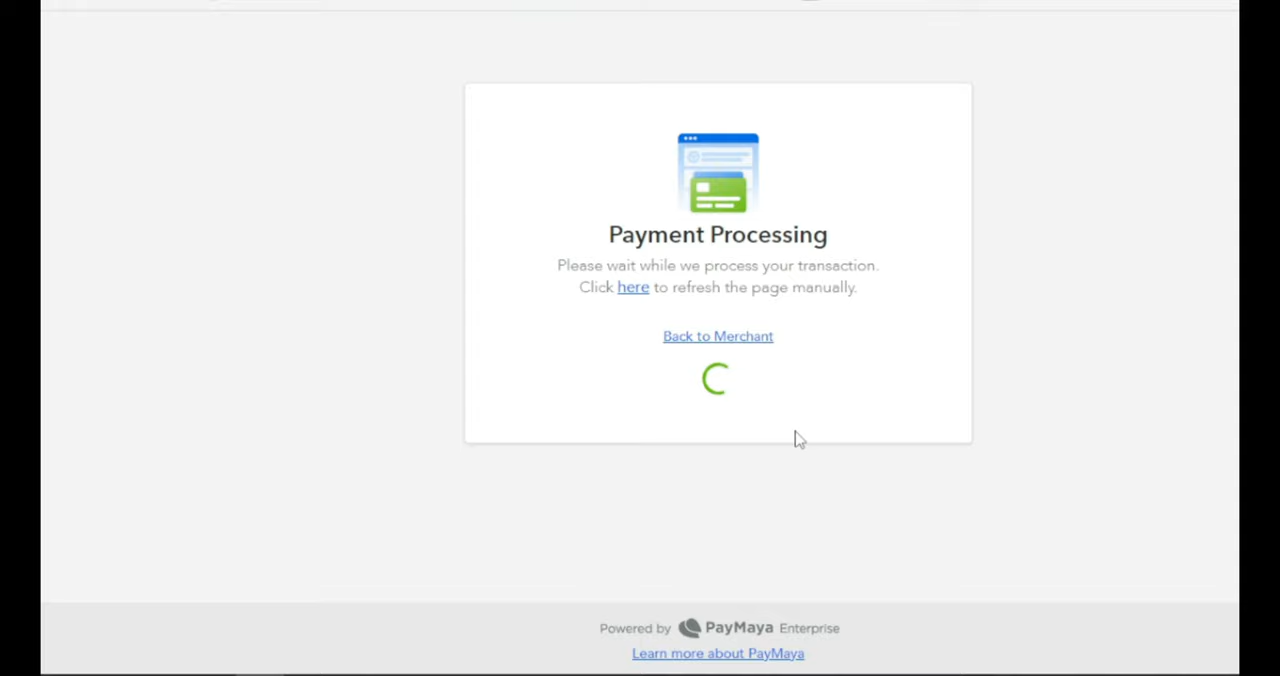 Payment Processing
Please wait while we process your transaction.
Click here to refresh the page manually.
Back to Merchant
Powered by PayMaya Enterprise
Learn more about PayMaya